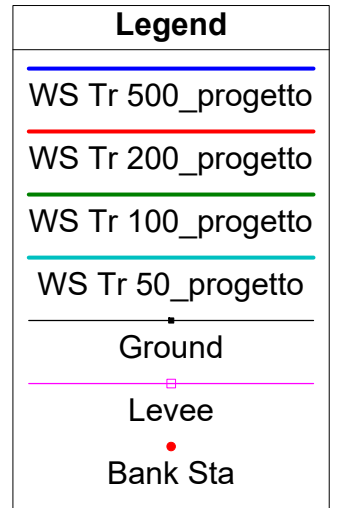 Legend
WS Tr 500_progetto
WS Tr 200_progetto
WS Tr 100_progetto
WS Tr 50_progetto
Ground
Levee
Bank Sta